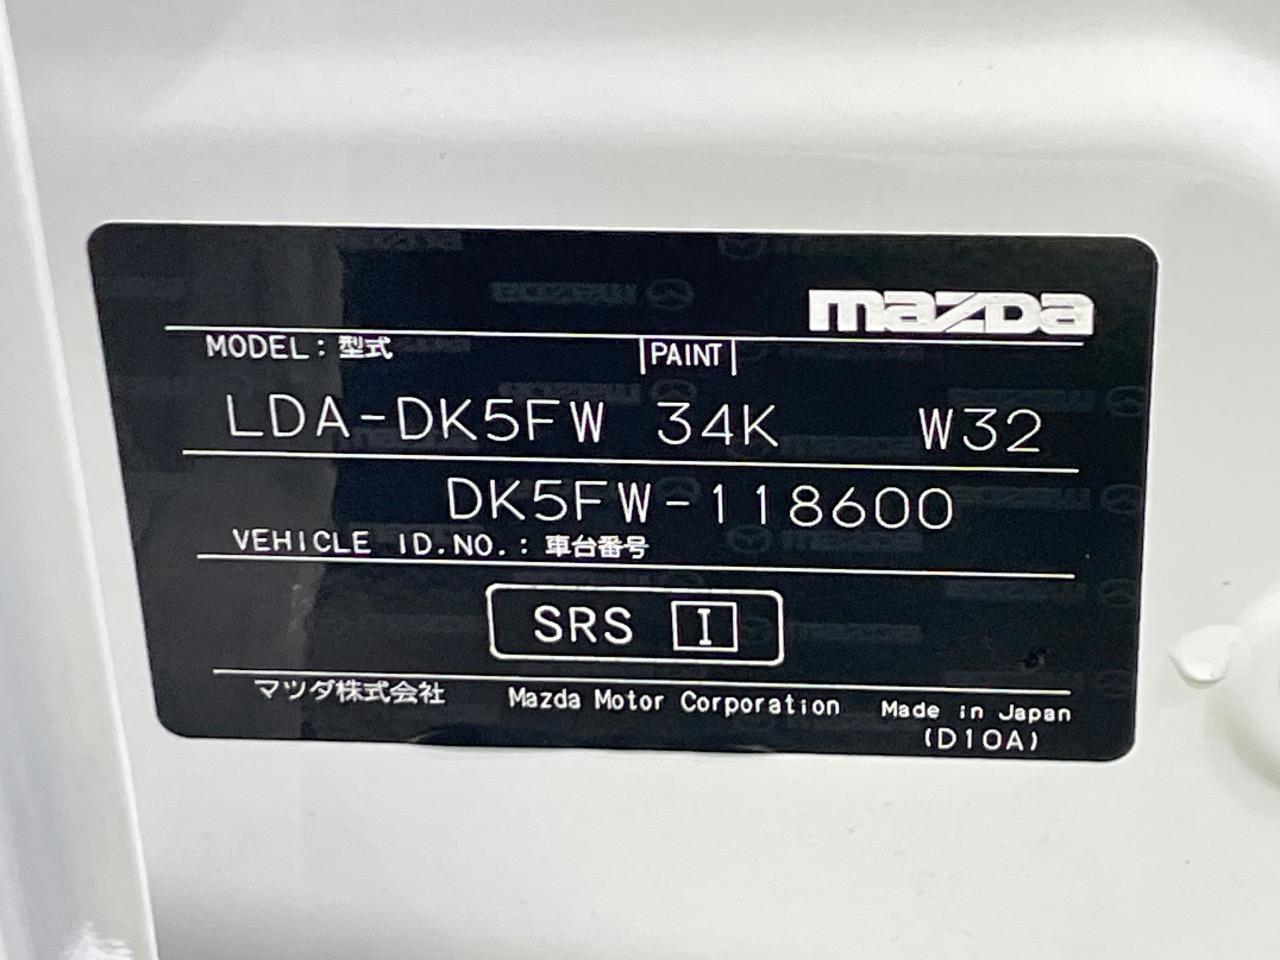 mazda
MODEL:型式 PAINT
LDA-DK5FW 34K W32
DK5FW-118600
VEHICLE ID.NO.:車台番号
SRS I
マツダ株式会社 Mazda Motor Corporation Made in Japan
(D10A)